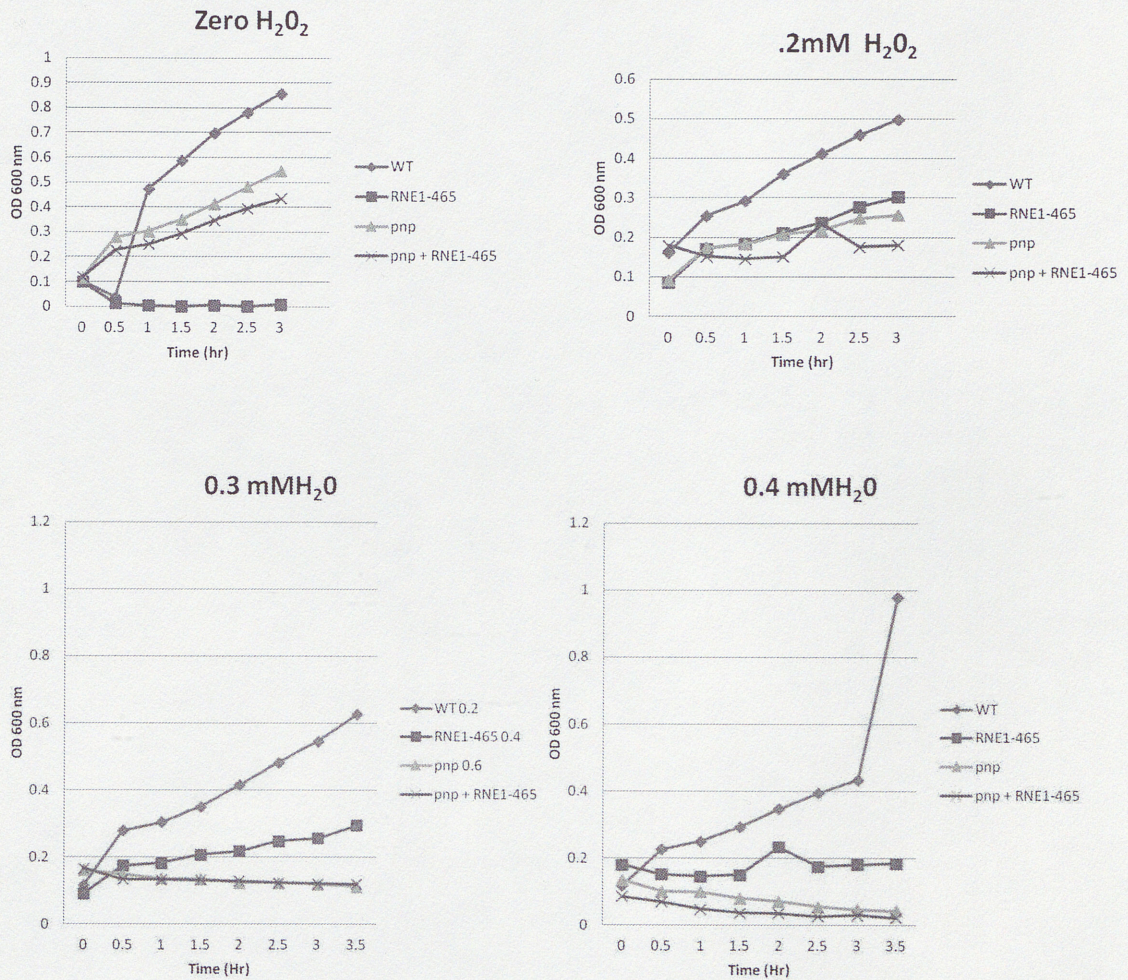 Zero H₂0₂
1
0.9
0.8
0.7
0.6
0.5
0.4
0.3
0.2
0.1
0
OD 600 nm
0 0.5 1 1.5 2 2.5 3
Time (hr)
WT
RNE1-465
pnp
pnp + RNE1-465
.2mM H₂0₂
0.6
0.5
0.4
0.3
0.2
0.1
0
OD 600 nm
0 0.5 1 1.5 2 2.5 3
Time (hr)
WT
RNE1-465
pnp
pnp + RNE1-465
0.3 mMH₂0
1.2
1
0.8
0.6
0.4
0.2
0
OD 600 nm
0 0.5 1 1.5 2 2.5 3 3.5
Time (Hr)
WT 0.2
RNE1-465 0.4
pnp 0.6
pnp + RNE1-465
0.4 mMH₂0
1.2
1
0.8
0.6
0.4
0.2
0
OD 600 nm
0 0.5 1 1.5 2 2.5 3 3.5
Time (Hr)
WT
RNE1-465
pnp
pnp + RNE1-465